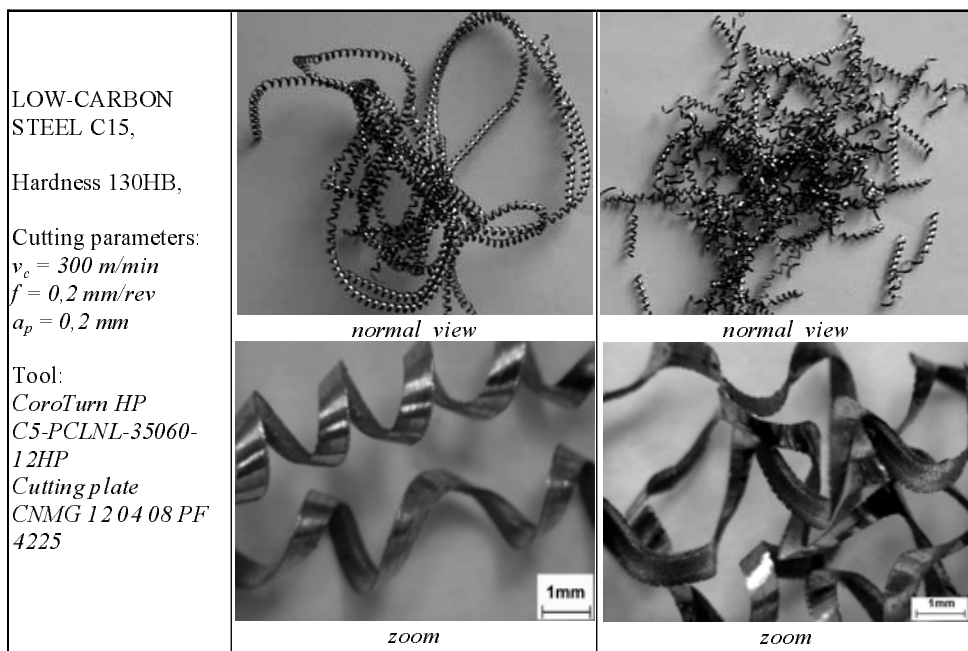 LOW-CARBON
STEEL C15,
Hardness 130HB,
Cutting parameters:
v_c = 300 m/min
f = 0,2 mm/rev
a_p = 0,2 mm
Tool:
CoroTurn HP
C5-PCLNL-35060-
12HP
Cutting plate
CNMG 12 04 08 PF
4225
normal view
normal view
1mm
1mm
zoom
zoom